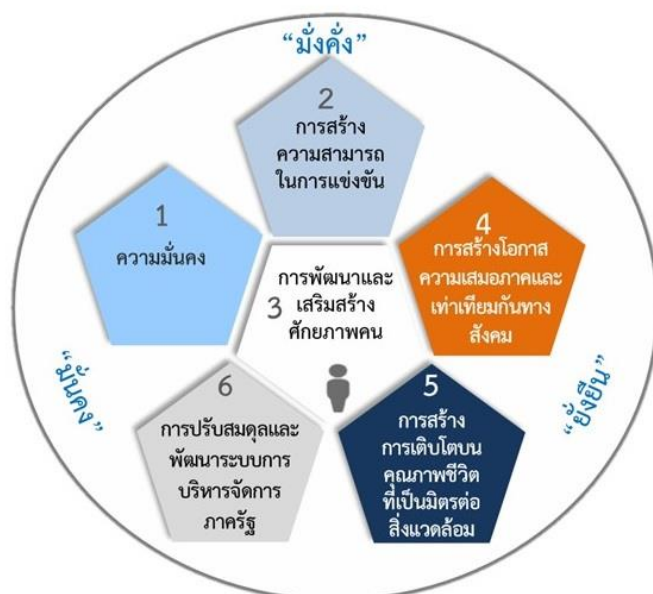 “มั่งคั่ง”
2
การสร้าง
ความสามารถ
ในการแข่งขัน
1
ความมั่นคง
4
การสร้างโอกาส
ความเสมอภาคและ
เท่าเทียมกันทาง
สังคม
3
การพัฒนาและ
เสริมสร้าง
ศักยภาพคน
“มั่นคง”
“ยั่งยืน”
6
การปรับสมดุลและ
พัฒนาระบบการ
บริหารจัดการ
ภาครัฐ
5
การสร้าง
การเติบโตบน
คุณภาพชีวิต
ที่เป็นมิตรต่อ
สิ่งแวดล้อม